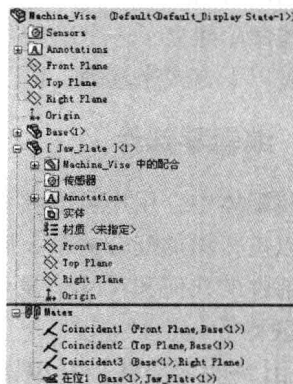 Machine_Vise (Default<Default_Display State-1>)
Sensors
Annotations
Front Plane
Top Plane
Right Plane
Origin
Base<1>
[ Jaw_Plate ]<1>
Machine_Vise 中的配合
传感器
Annotations
实体
材质 <未指定>
Front Plane
Top Plane
Right Plane
Origin
Mates
Coincident1 (Front Plane,Base<1>)
Coincident2 (Top Plane,Base<1>)
Coincident3 (Base<1>,Right Plane)
在位1 (Base<1>,Jaw_Plate<1>)